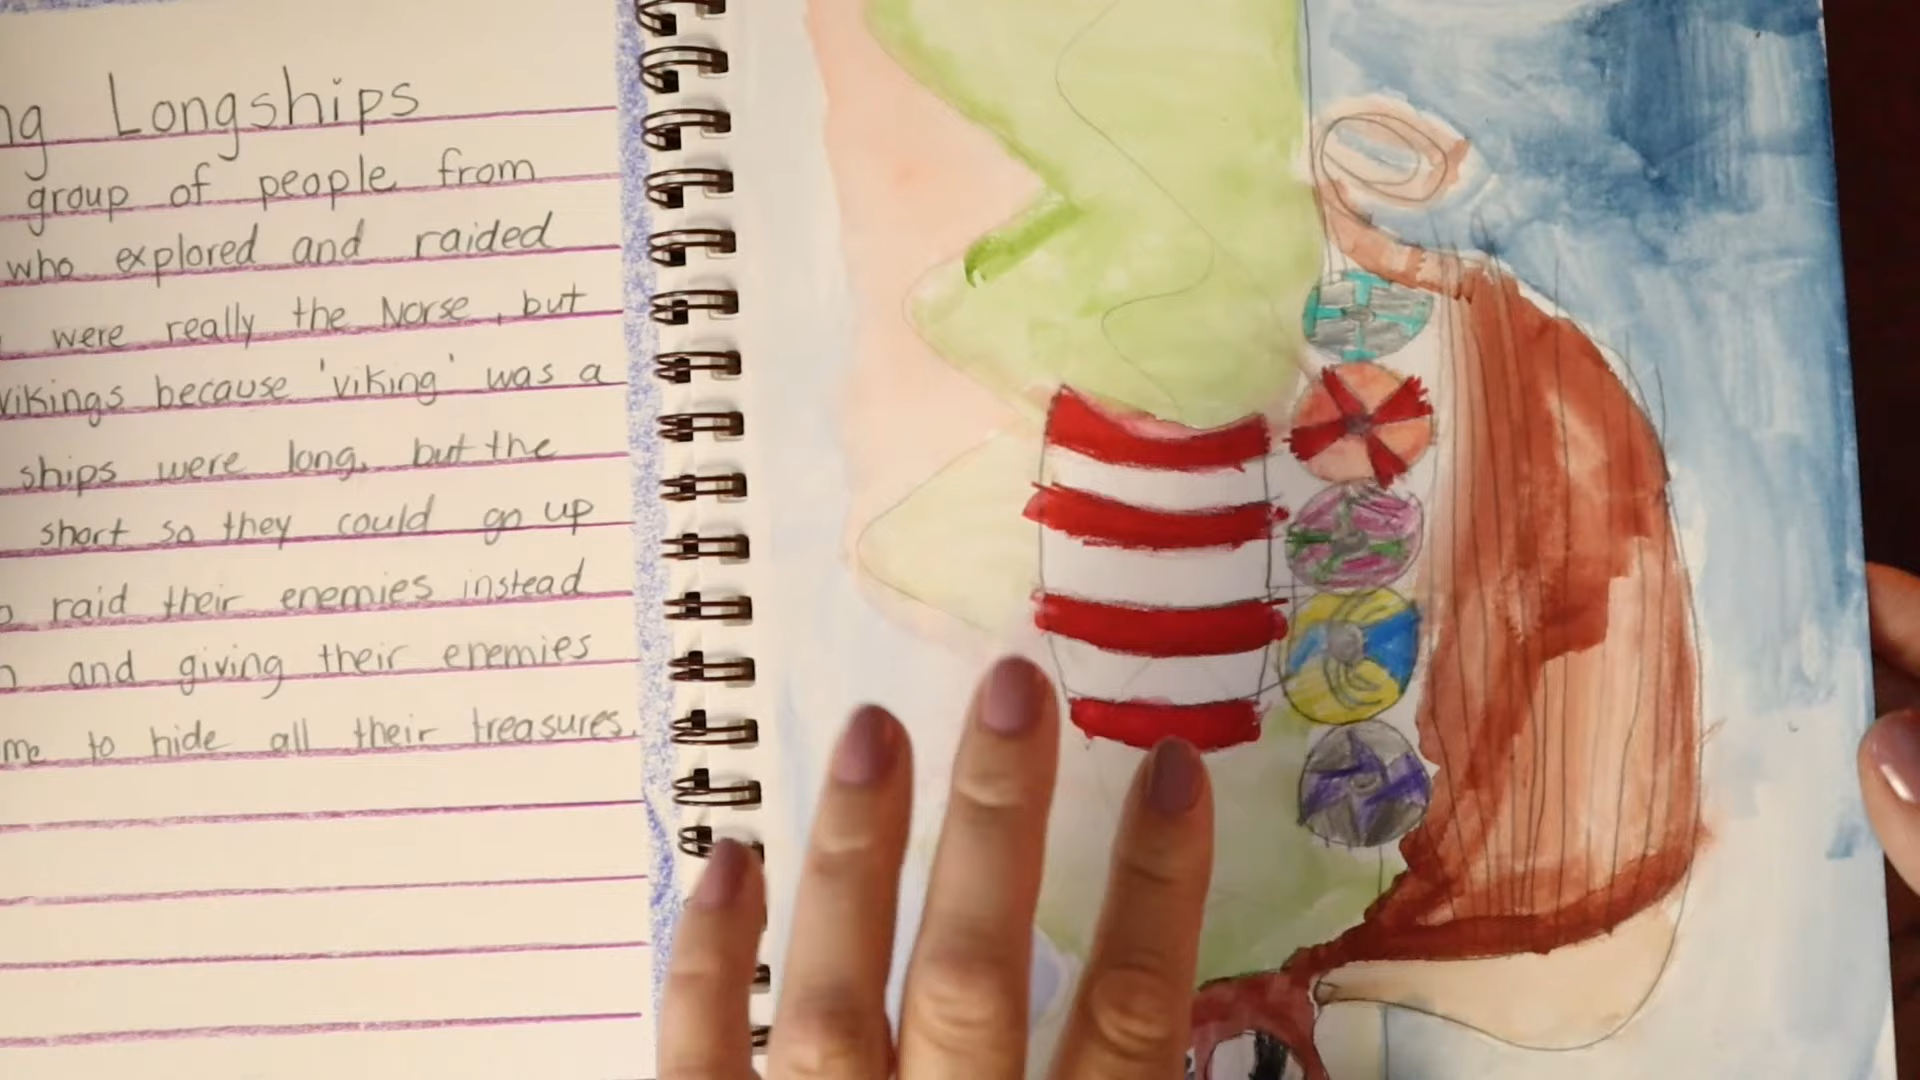 ng Longships
group of people from
who explored and raided
were really the Norse, but
vikings because 'viking' was a
ships were long, but the
short so they could go up
raid their enemies instead
and giving their enemies
me to hide all their treasures.